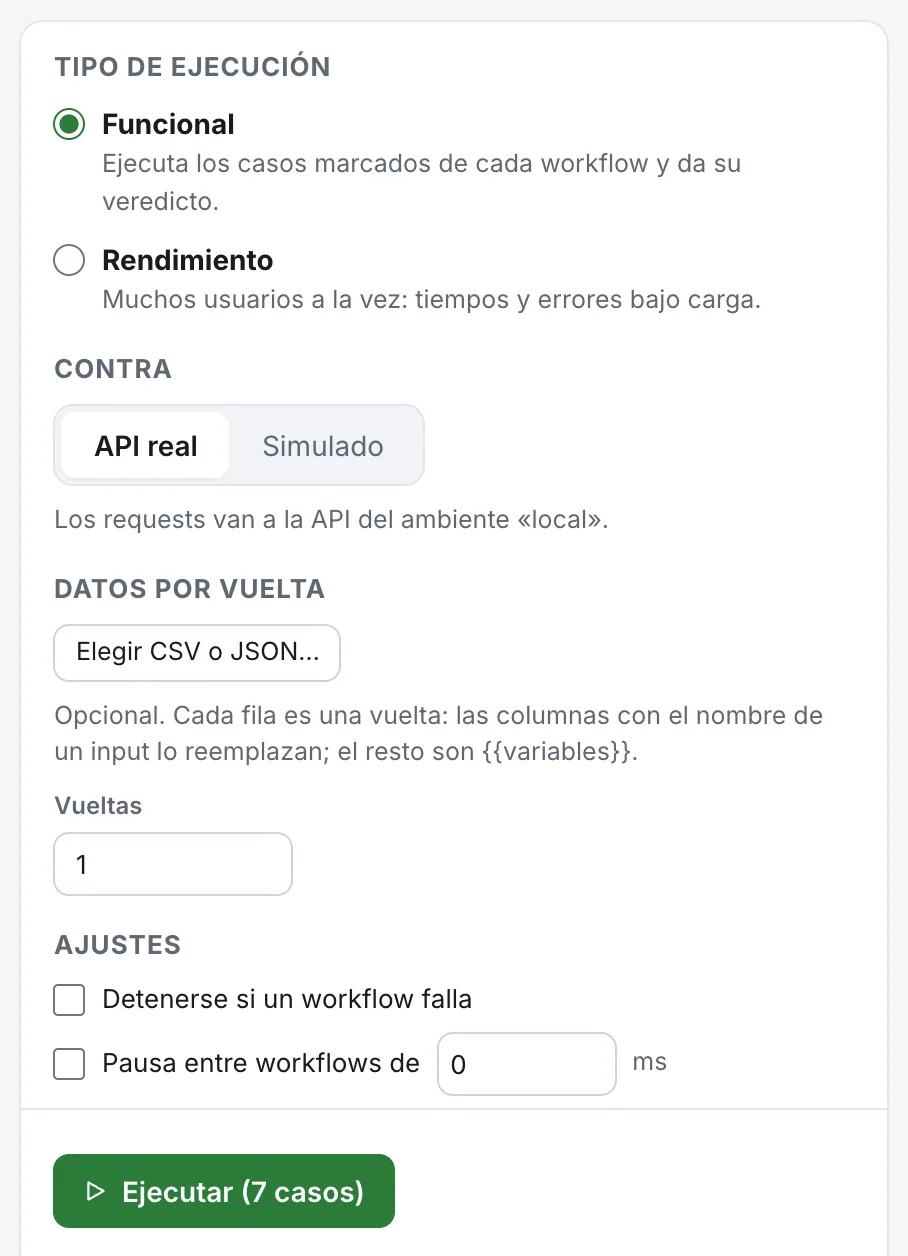 TIPO DE EJECUCIÓN
Funcional
Ejecuta los casos marcados de cada workflow y da su
veredicto.
Rendimiento
Muchos usuarios a la vez: tiempos y errores bajo carga.
CONTRA
API real Simulado
Los requests van a la API del ambiente «local».
DATOS POR VUELTA
Elegir CSV o JSON...
Opcional. Cada fila es una vuelta: las columnas con el nombre de
un input lo reemplazan; el resto son {{variables}}.
Vueltas
1
AJUSTES
Detenerse si un workflow falla
Pausa entre workflows de 0 ms
Ejecutar (7 casos)